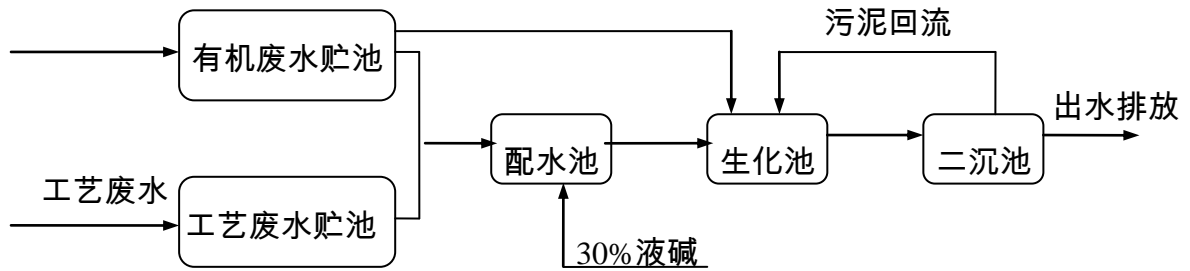 污泥回流
有机废水贮池
出水排放
配水池
生化池
二沉池
工艺废水
工艺废水贮池
30%液碱